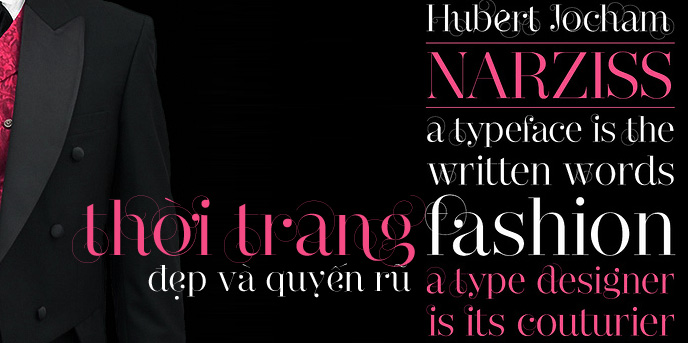 Hubert Jocham
NARZISS
a typeface is the
written words
fashion
a type designer
is its couturier
thời trang
đẹp và quyến rũ